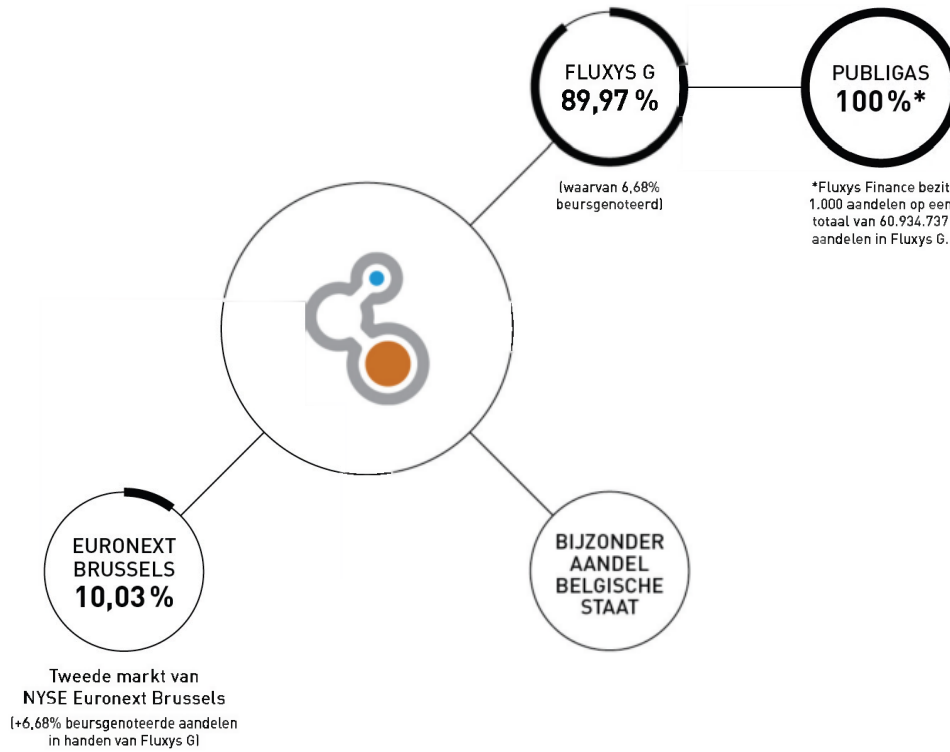 FLUXYS G
89,97 %
(waarvan 6,68%
beursgenoteerd)
PUBLIGAS
100 %*
*Fluxys Finance bezit
1.000 aandelen op een
totaal van 60.934.737
aandelen in Fluxys G.
EURONEXT
BRUSSELS
10,03 %
Tweede markt van
NYSE Euronext Brussels
(+6,68% beursgenoteerde aandelen
in handen van Fluxys G)
BIJZONDER
AANDEL
BELGISCHE
STAAT